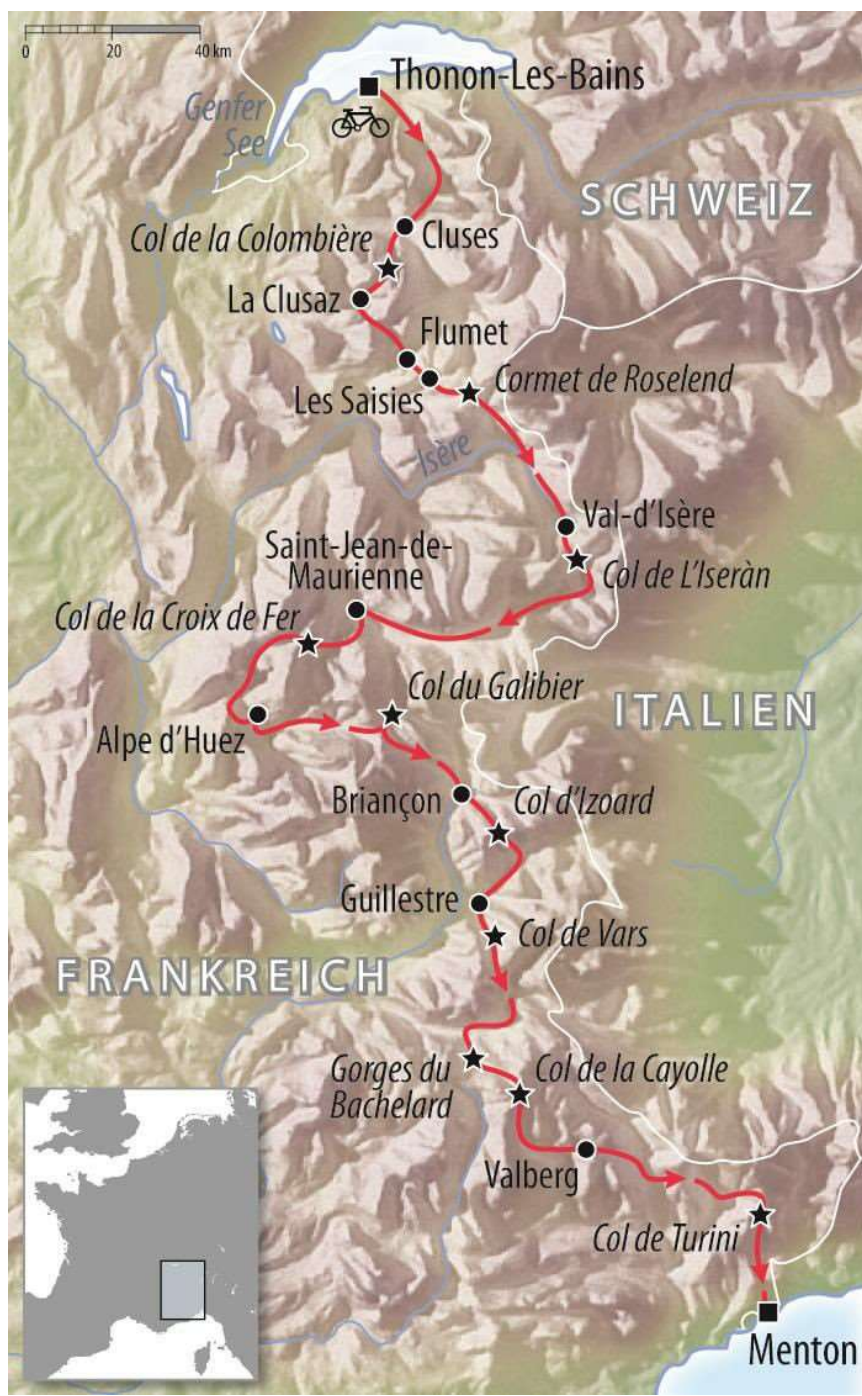 0 20 40 km
Thonon-Les-Bains
Genfer
See
SCHWEIZ
Col de la Colombière
Cluses
La Clusaz
Flumet
Les Saisies
Cormet de Roselend
Isère
Val-d'Isère
Saint-Jean-de-
Maurienne
Col de L'Iseràn
Col de la Croix de Fer
Col du Galibier
ITALIEN
Alpe d'Huez
Briançon
Col d'Izoard
Guillestre
Col de Vars
FRANKREICH
Gorges du
Bachelard
Col de la Cayolle
Valberg
Col de Turini
Menton